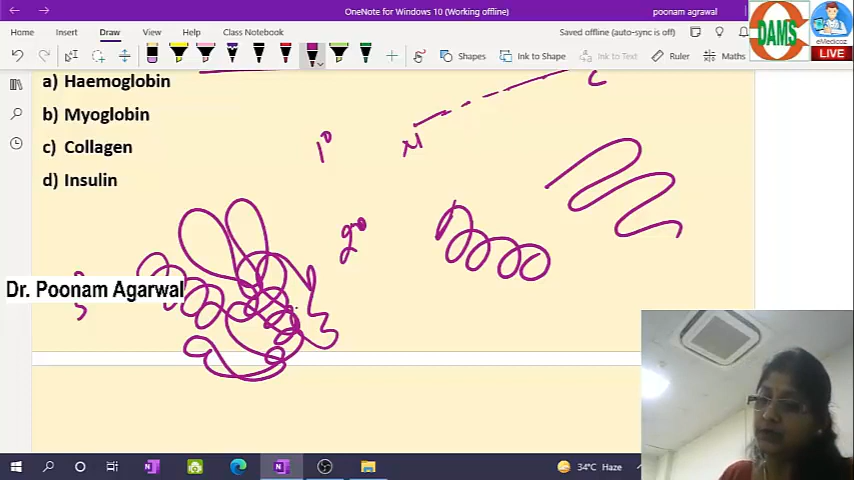 OneNote for Windows 10 (Working offline)
poonam agrawal
Home Insert Draw View Help Class Notebook
Saved offline (auto-sync is off)
Shapes Ink to Shape Ink to Text Ruler Maths
DAMS
eMedicoz
LIVE
a) Haemoglobin
b) Myoglobin
c) Collagen
d) Insulin
N C
1°
2°
3°
Dr. Poonam Agarwal
34°C Haze